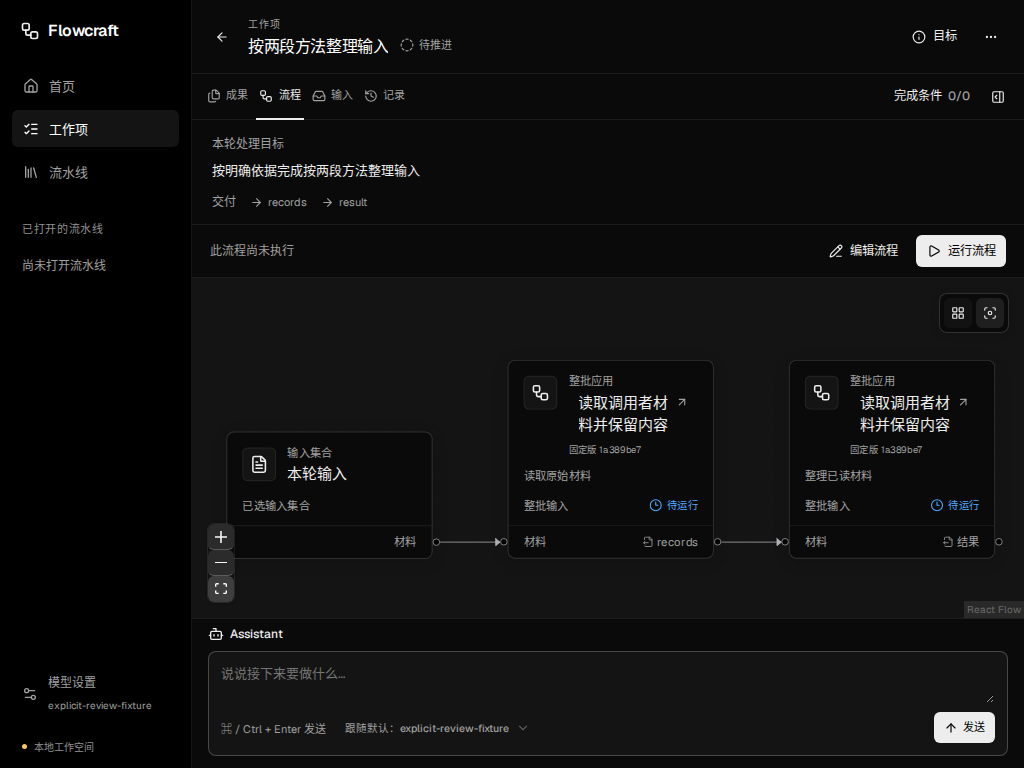 Flowcraft
首页
工作项
流水线
已打开的流水线
尚未打开流水线
模型设置
explicit-review-fixture
本地工作空间
工作项
按两段方法整理输入
待推进
目标
成果
流程
输入
记录
完成条件 0/0
本轮处理目标
按明确依据完成按两段方法整理输入
交付
records
result
此流程尚未执行
编辑流程
运行流程
输入集合
本轮输入
已选输入集合
材料
整批应用
读取调用者材
料并保留内容
固定版 1a389be7
读取原始材料
整批输入
待运行
材料
records
整批应用
读取调用者材
料并保留内容
固定版 1a389be7
整理已读材料
整批输入
待运行
材料
结果
React Flow
Assistant
说说接下来要做什么...
⌘ / Ctrl + Enter 发送
跟随默认: explicit-review-fixture
发送